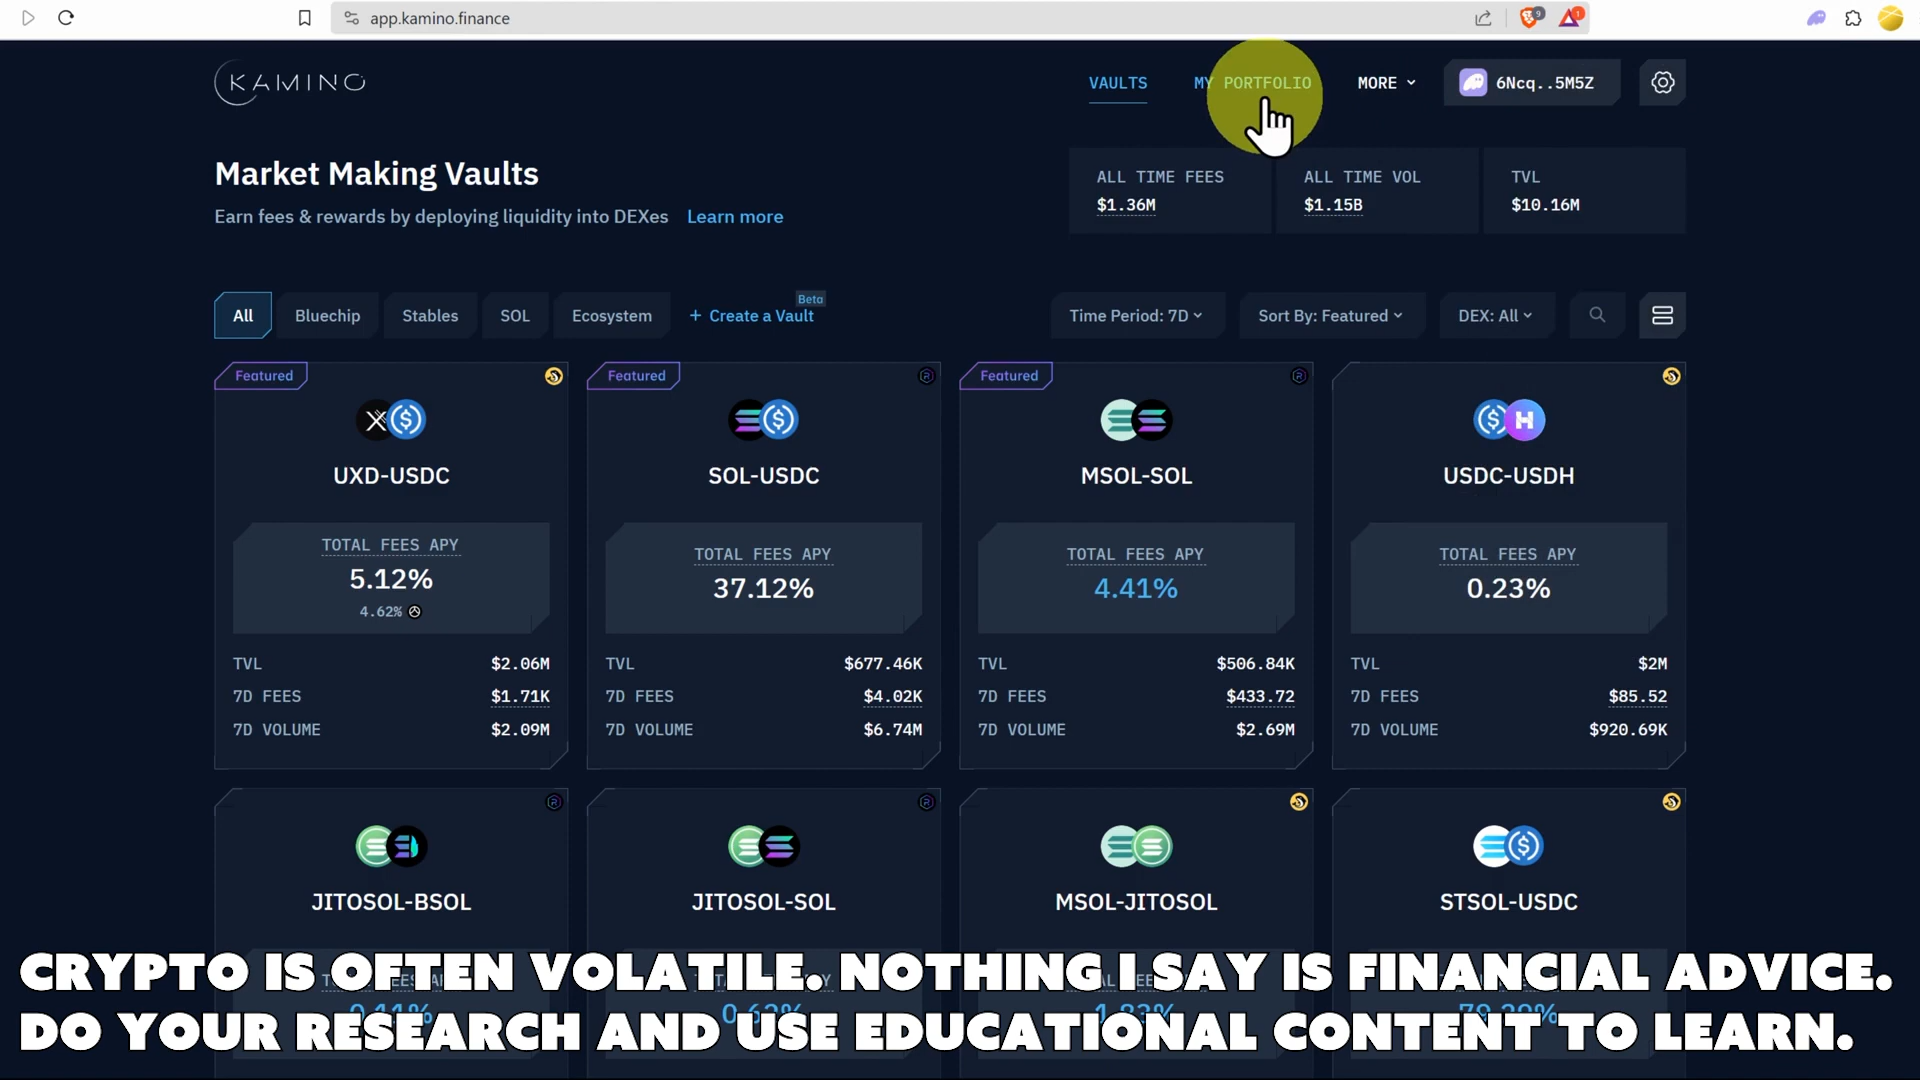 app.kamino.finance
9
1
KAMINO
VAULTS
MY PORTFOLIO
MORE
6Ncq..5M5Z
Market Making Vaults
Earn fees & rewards by deploying liquidity into DEXes Learn more
ALL TIME FEES
$1.36M
ALL TIME VOL
$1.15B
TVL
$10.16M
All
Bluechip
Stables
SOL
Ecosystem
+ Create a Vault
Beta
Time Period: 7D
Sort By: Featured
DEX: All
Featured
UXD-USDC
TOTAL FEES APY
5.12%
4.62%
TVL $2.06M
7D FEES $1.71K
7D VOLUME $2.09M
Featured
SOL-USDC
TOTAL FEES APY
37.12%
TVL $677.46K
7D FEES $4.02K
7D VOLUME $6.74M
Featured
MSOL-SOL
TOTAL FEES APY
4.41%
TVL $506.84K
7D FEES $433.72
7D VOLUME $2.69M
USDC-USDH
TOTAL FEES APY
0.23%
TVL $2M
7D FEES $85.52
7D VOLUME $920.69K
JITOSOL-BSOL
JITOSOL-SOL
MSOL-JITOSOL
STSOL-USDC
CRYPTO IS OFTEN VOLATILE. NOTHING I SAY IS FINANCIAL ADVICE.
DO YOUR RESEARCH AND USE EDUCATIONAL CONTENT TO LEARN.